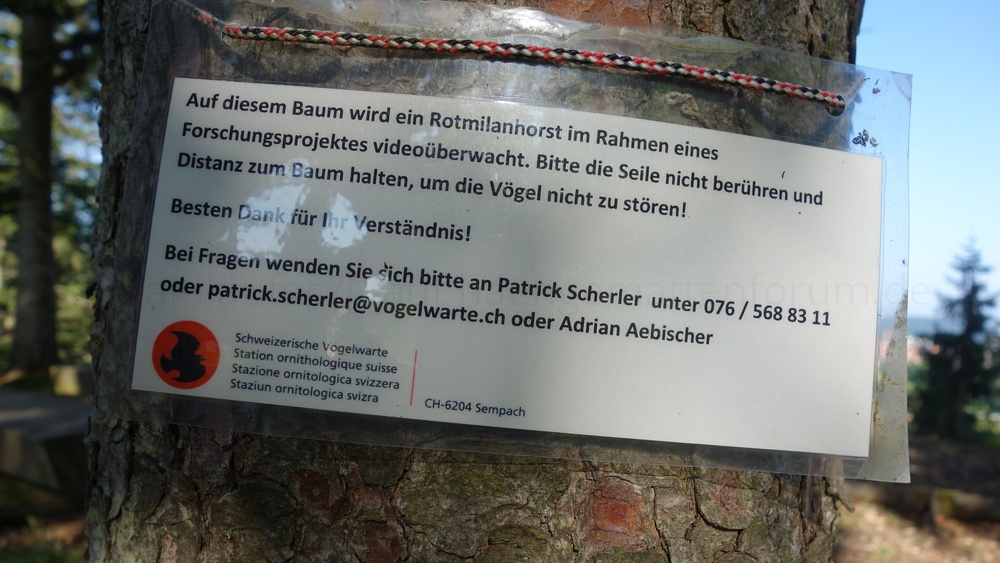 Auf diesem Baum wird ein Rotmilanhorst im Rahmen eines
Forschungsprojektes videoüberwacht. Bitte die Seile nicht berühren und
Distanz zum Baum halten, um die Vögel nicht zu stören!
Besten Dank für Ihr Verständnis!
Bei Fragen wenden Sie sich bitte an Patrick Scherler unter 076 / 568 83 11
oder patrick.scherler@vogelwarte.ch oder Adrian Aebischer
Schweizerische Vogelwarte
Station ornithologique suisse
Stazione ornitologica svizzera
Staziun ornitologica svizra
CH-6204 Sempach